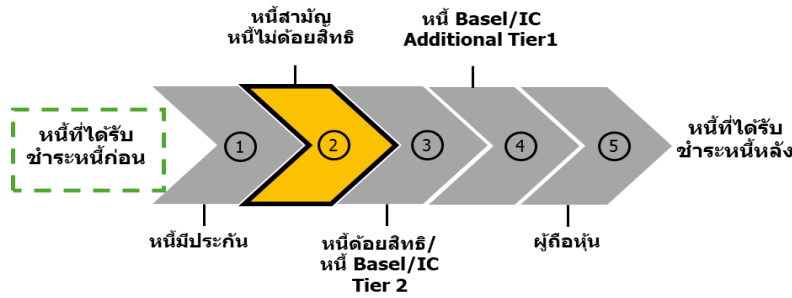 หนี้สามัญ
หนี้ไม่ด้อยสิทธิ
หนี้ Basel/IC
Additional Tier1
หนี้ที่ได้รับ
ชำระหนี้ก่อน
1
2
3
4
5
หนี้ที่ได้รับ
ชำระหนี้หลัง
หนี้มีประกัน
หนี้ด้อยสิทธิ/
หนี้ Basel/IC
Tier 2
ผู้ถือหุ้น